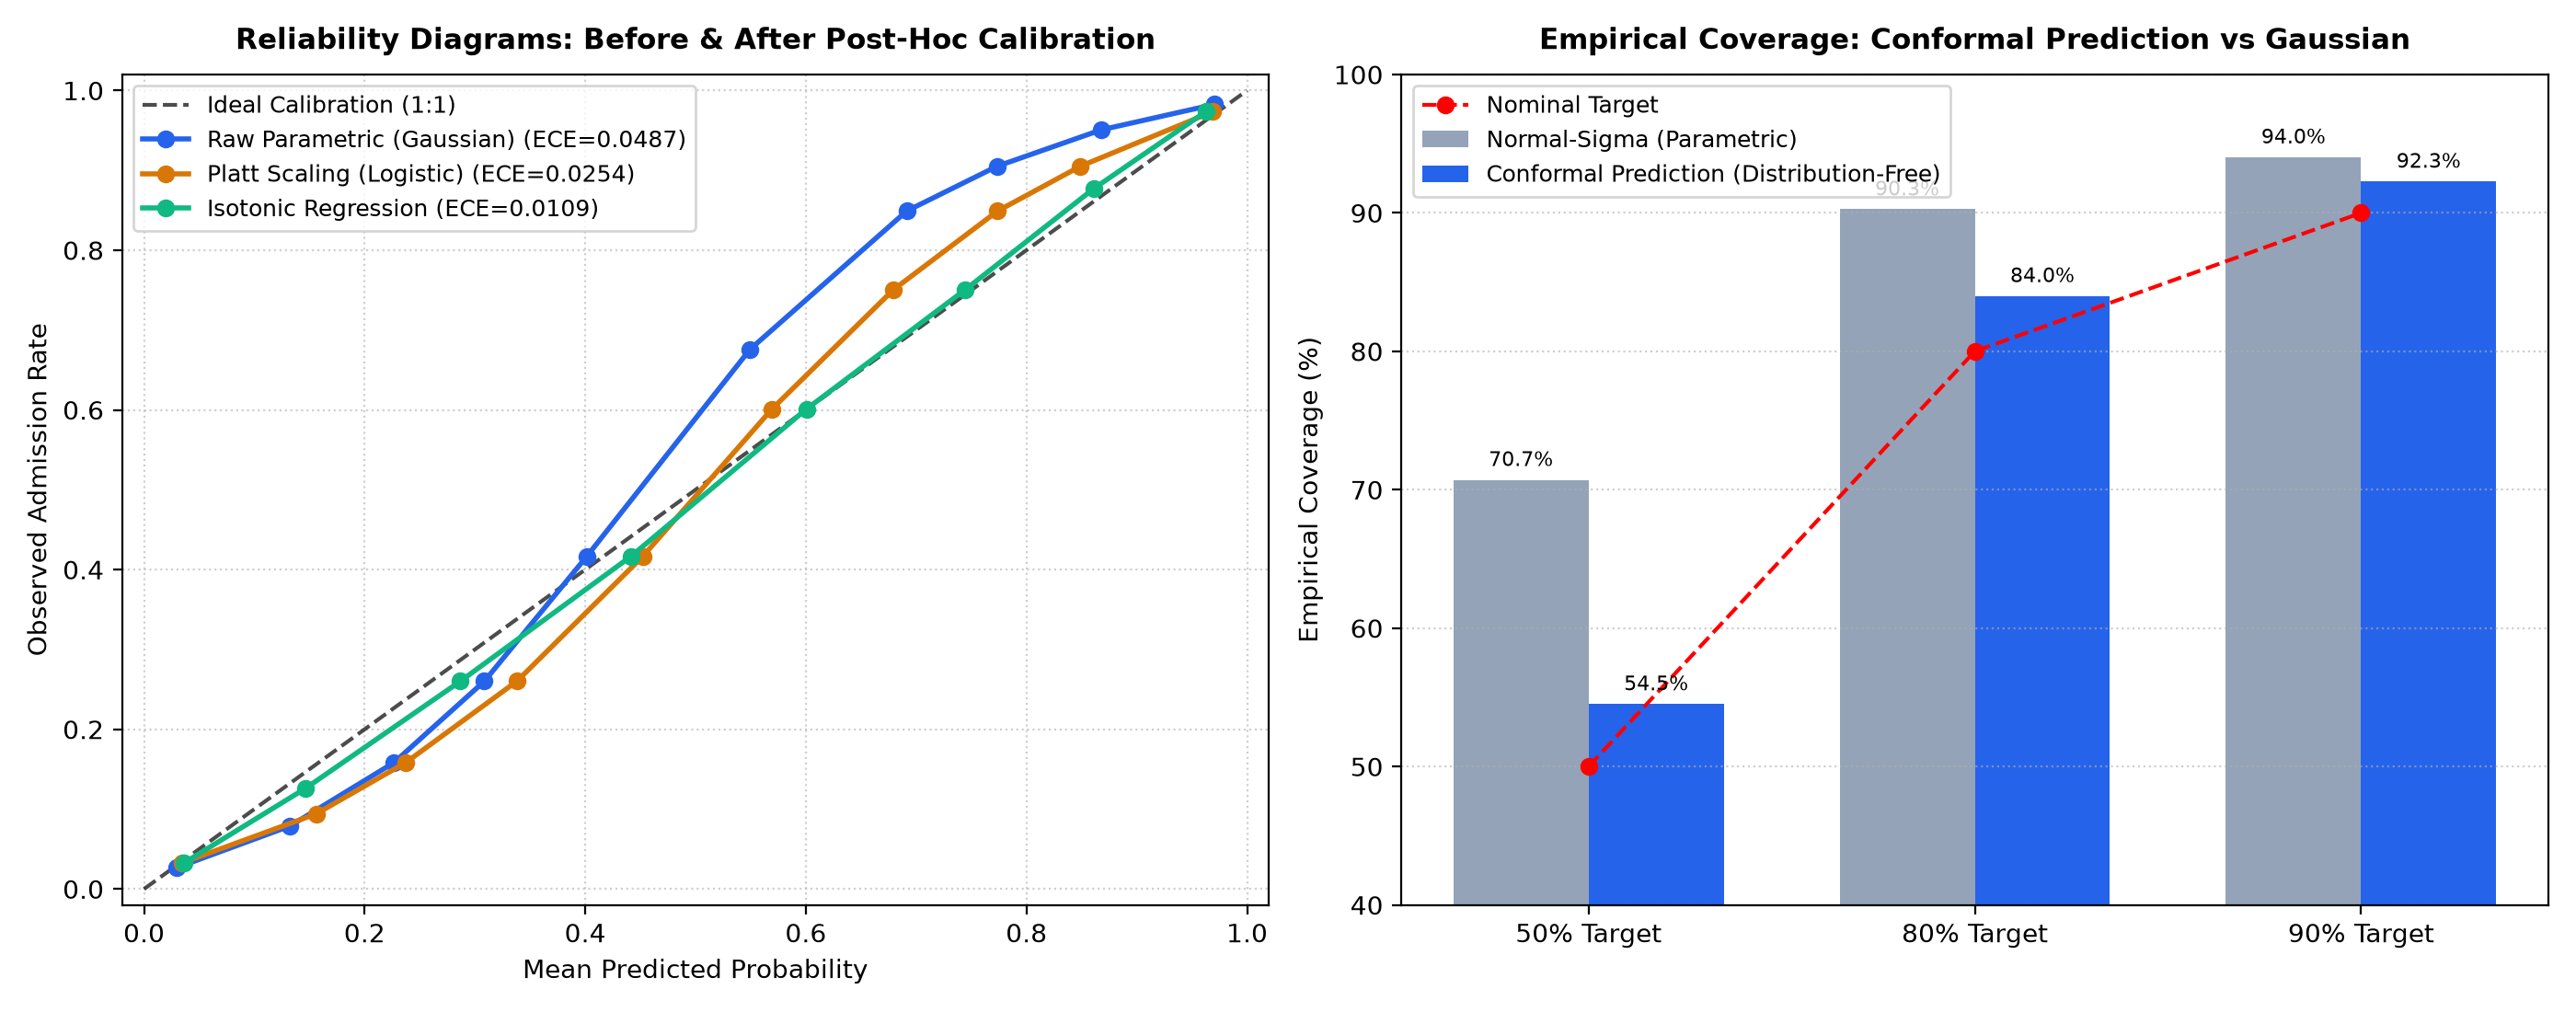 Reliability Diagrams: Before & After Post-Hoc Calibration
Ideal Calibration (1:1)
Raw Parametric (Gaussian) (ECE=0.0487)
Platt Scaling (Logistic) (ECE=0.0254)
Isotonic Regression (ECE=0.0109)
Observed Admission Rate
1.0
0.8
0.6
0.4
0.2
0.0
0.0 0.2 0.4 0.6 0.8 1.0
Mean Predicted Probability
Empirical Coverage: Conformal Prediction vs Gaussian
Nominal Target
Normal-Sigma (Parametric)
Conformal Prediction (Distribution-Free)
Empirical Coverage (%)
100
90
80
70
60
50
40
70.7%
54.5%
90.3%
84.0%
94.0%
92.3%
50% Target 80% Target 90% Target